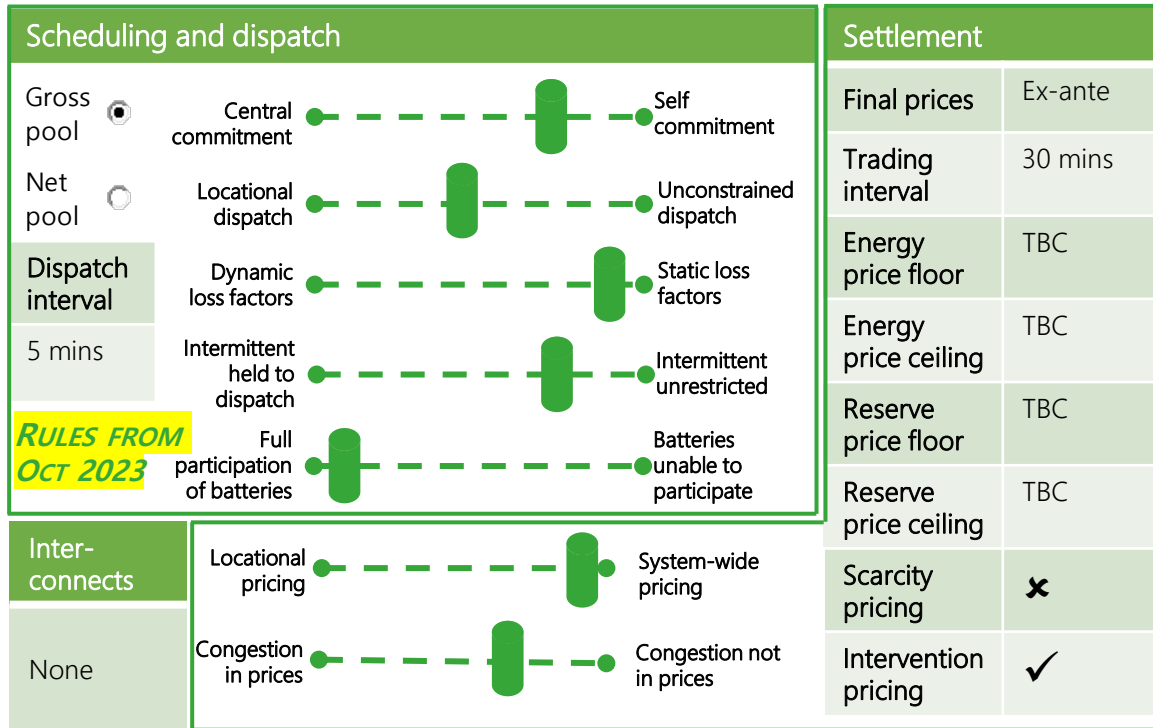 Scheduling and dispatch
Gross
pool
Net
pool
Dispatch
interval
5 mins
RULES FROM
OCT 2023
Central
commitment
Self
commitment
Locational
dispatch
Unconstrained
dispatch
Dynamic
loss factors
Static loss
factors
Intermittent
held to
dispatch
Intermittent
unrestricted
Full
participation
of batteries
Batteries
unable to
participate
Inter-
connects
None
Locational
pricing
System-wide
pricing
Congestion
in prices
Congestion not
in prices
Settlement
Final prices Ex-ante
Trading 30 mins
interval
Energy TBC
price floor
Energy TBC
price ceiling
Reserve TBC
price floor
Reserve TBC
price ceiling
Scarcity ✘
pricing
Intervention ✓
pricing